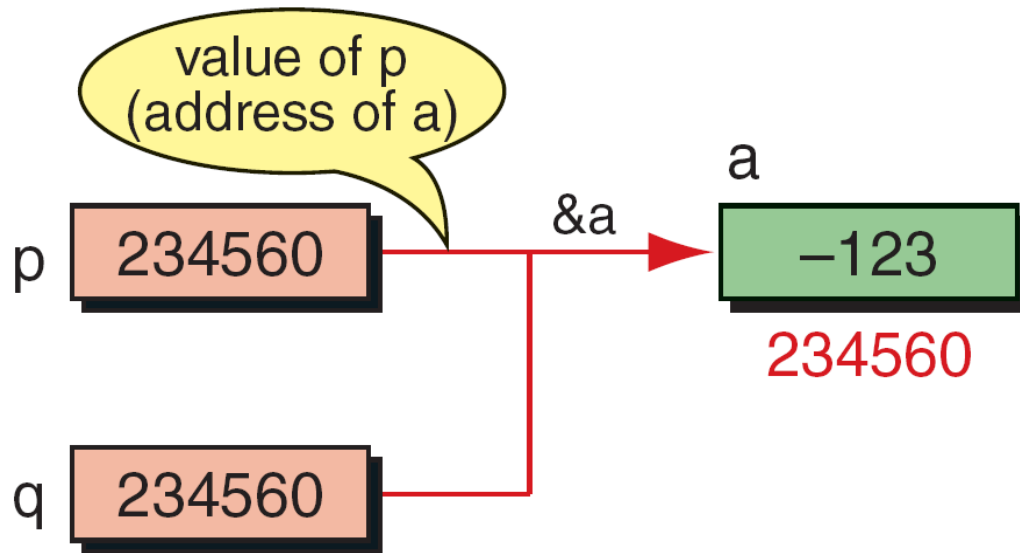 value of p
(address of a)
a
&a
p
234560
–123
234560
q
234560